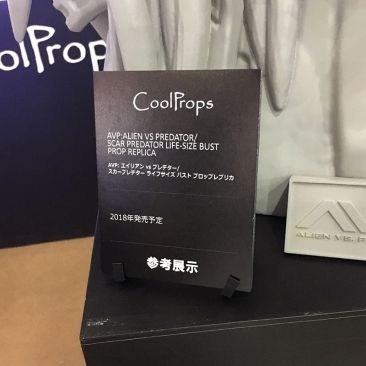 olProps
CoolProps
AVP:ALIEN VS PREDATOR/
SCAR PREDATOR LIFE-SIZE BUST
PROP REPLICA
AVP: エイリアン vs プレデター/
スカープレデター ライフサイズ バスト プロップレプリカ
2018年発売予定
参考展示
ALIEN VS. P